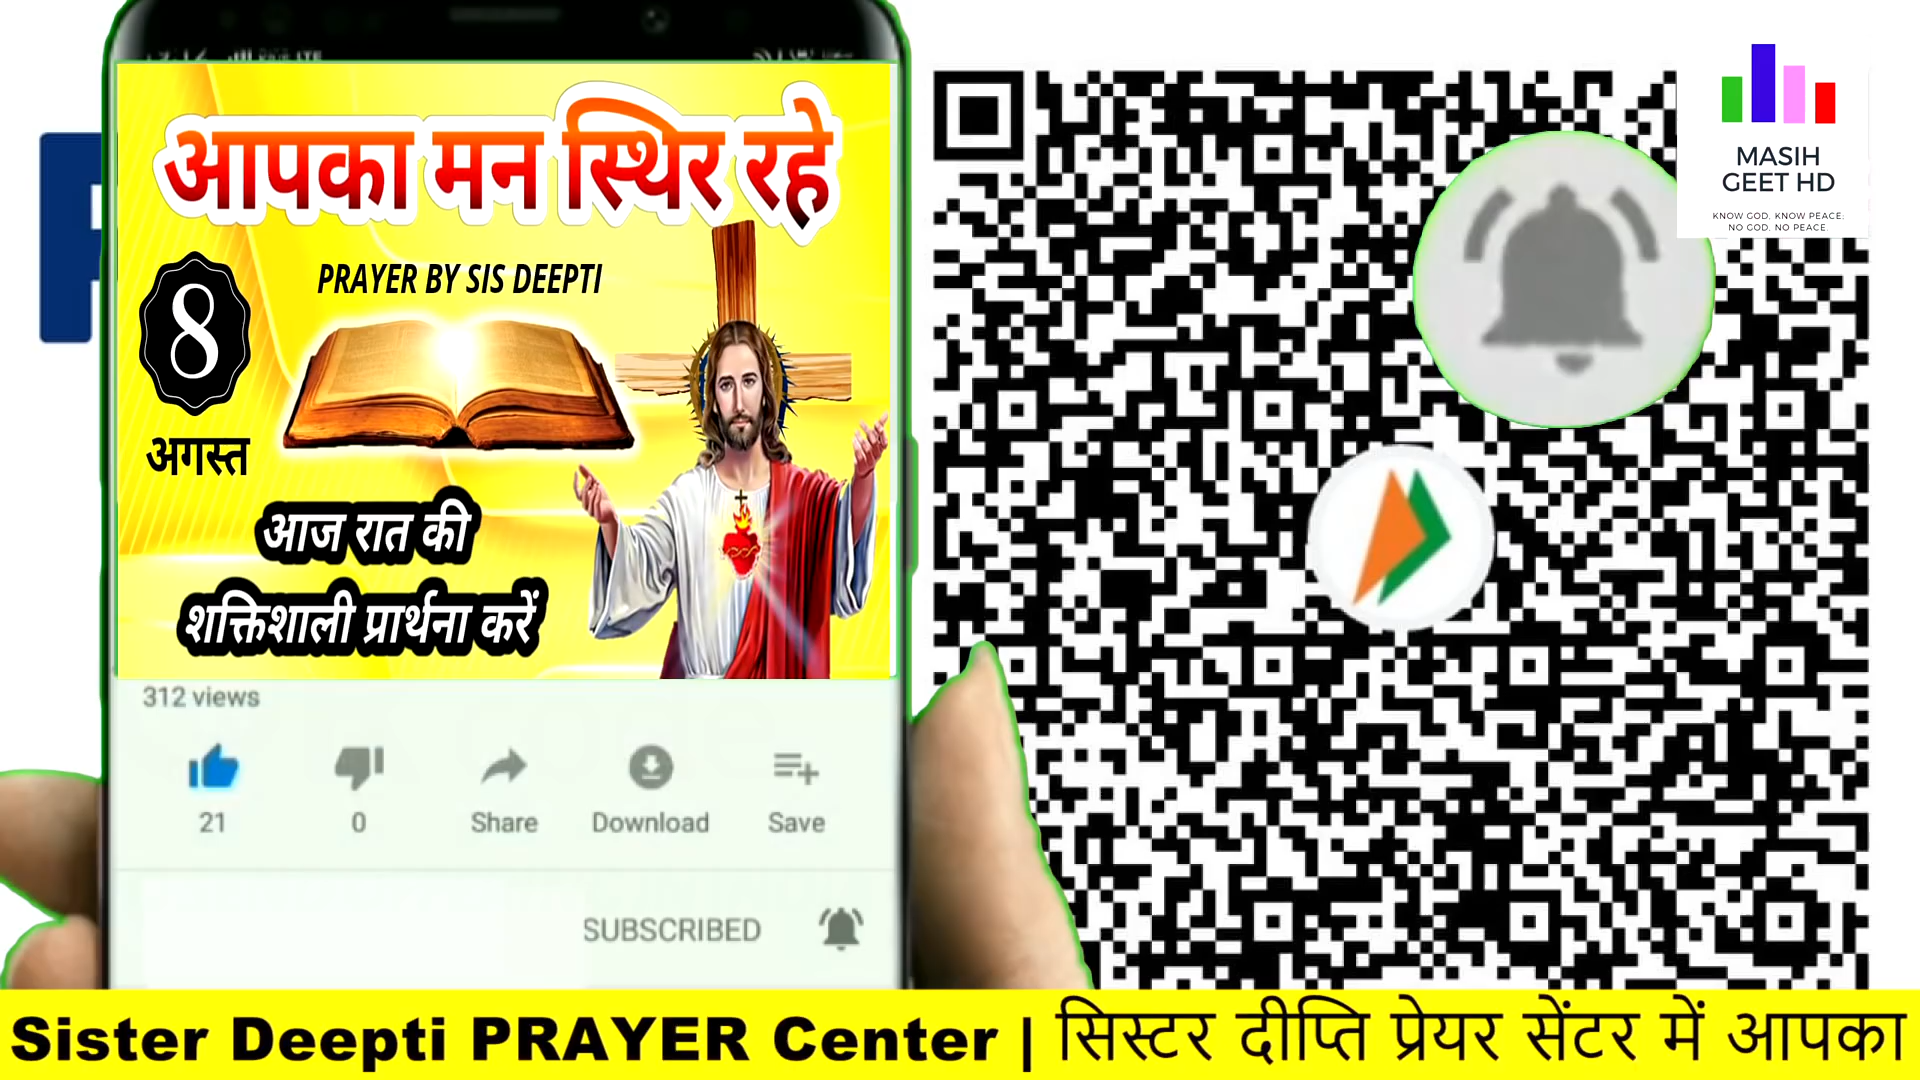 आपका मन स्थिर रहे
PRAYER BY SIS DEEPTI
8
अगस्त
आज रात की
शक्तिशाली प्रार्थना करें
312 views
21
0
Share
Download
Save
SUBSCRIBED
MASIH
GEET HD
KNOW GOD. KNOW PEACE;
NO GOD. NO PEACE.
Sister Deepti PRAYER Center | सिस्टर दीप्ति प्रेयर सेंटर में आपका